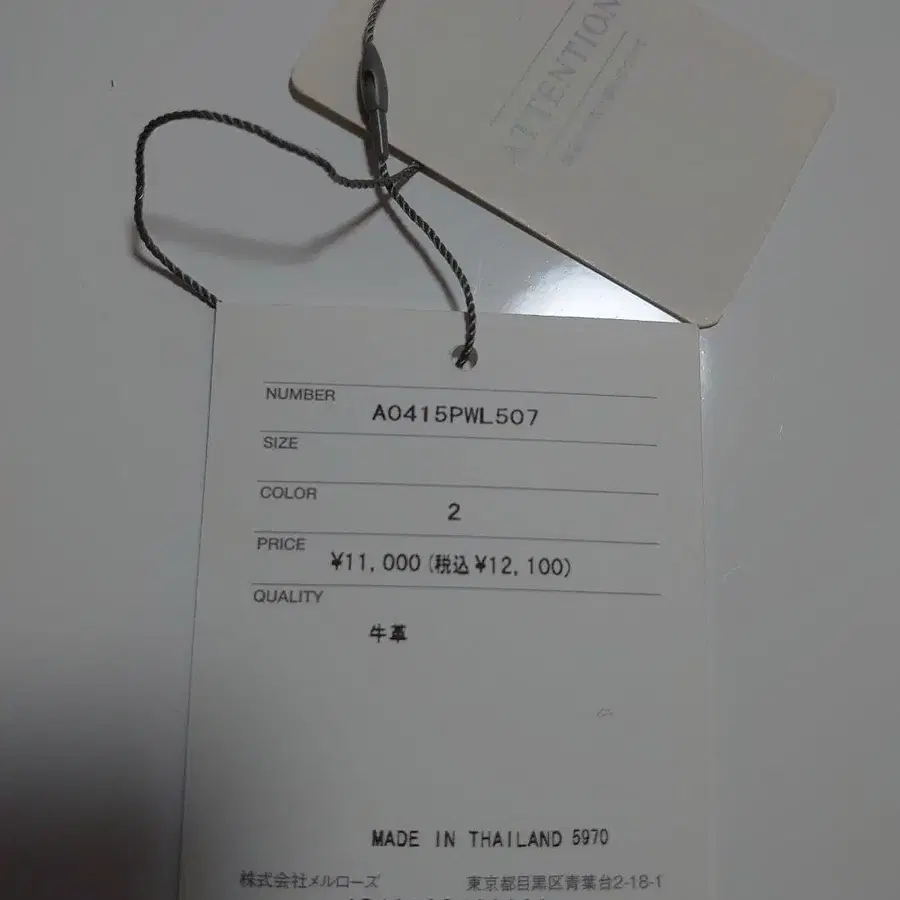 ATTENTION
NUMBER
A0415PWL507
SIZE
COLOR
2
PRICE
¥11,000(税込¥12,100)
QUALITY
牛革
MADE IN THAILAND 5970
株式会社メルローズ 東京都目黒区青葉台2-18-1